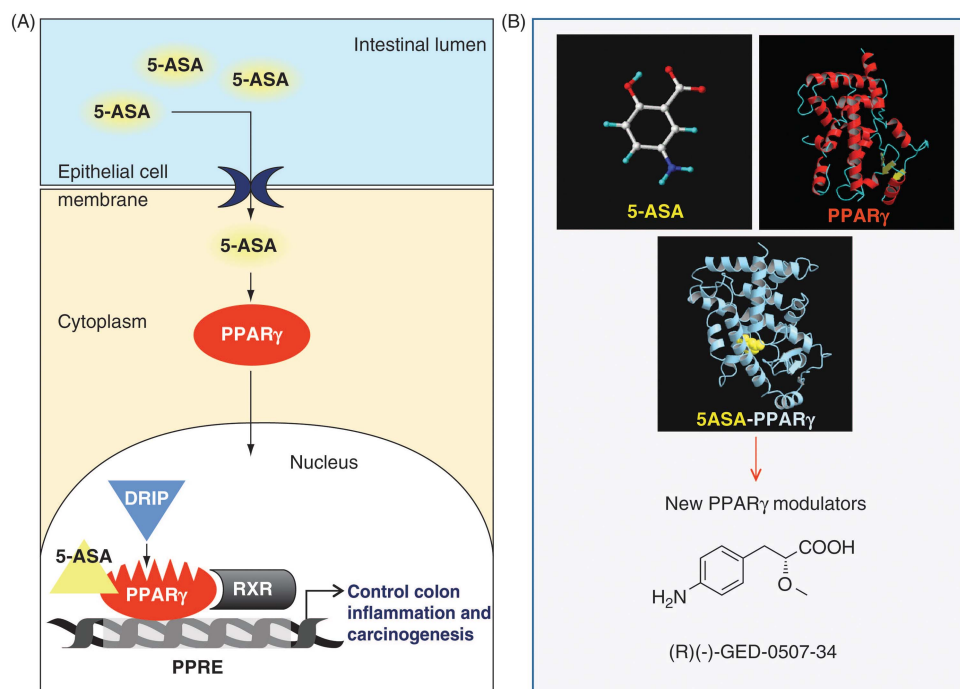 (A)
Intestinal lumen
5-ASA
5-ASA
5-ASA
Epithelial cell
membrane
5-ASA
Cytoplasm
PPARγ
Nucleus
DRIP
5-ASA
PPARγ
RXR
Control colon
inflammation and
carcinogenesis
PPRE
(B)
5-ASA
PPARγ
5ASA-PPARγ
New PPARγ modulators
COOH
O
H₂N
(R)(-)-GED-0507-34